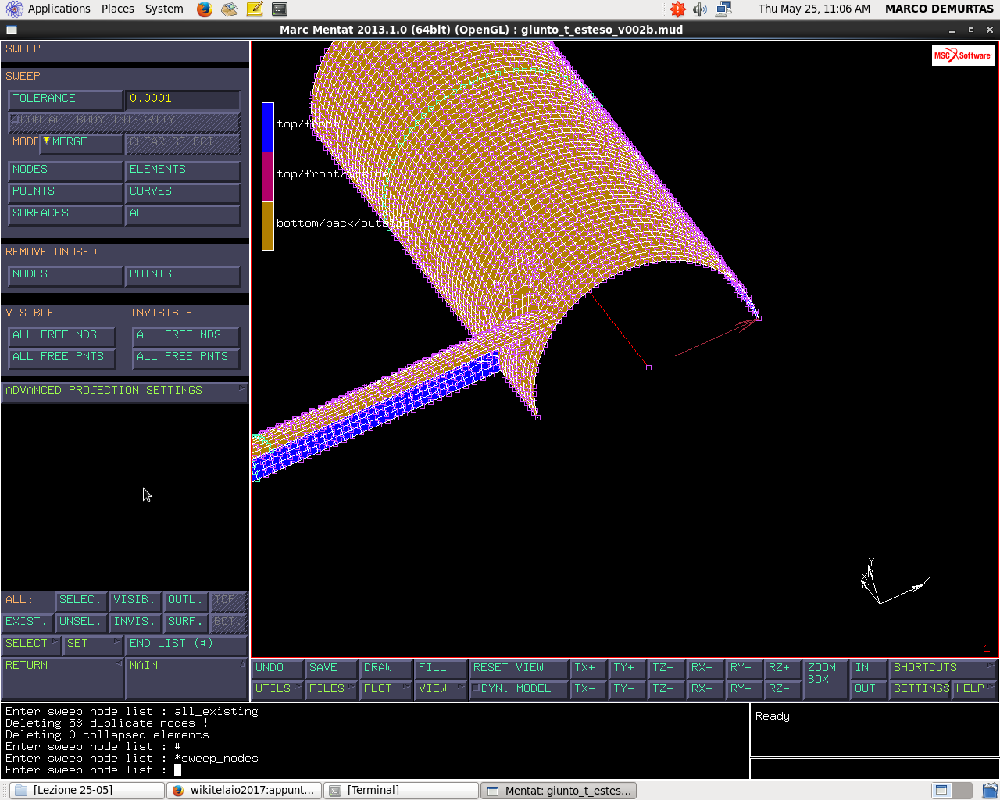 Applications Places System Thu May 25, 11:06 AM MARCO DEMURTAS
Marc Mentat 2013.1.0 (64bit) (OpenGL) : giunto_t_esteso_v002b.mud
SWEEP
SWEEP
TOLERANCE 0.0001
CONTACT BODY INTEGRITY
MODE MERGE CLEAR SELECT
NODES ELEMENTS
POINTS CURVES
SURFACES ALL
REMOVE UNUSED
NODES POINTS
VISIBLE INVISIBLE
ALL FREE NDS ALL FREE NDS
ALL FREE PNTS ALL FREE PNTS
ADVANCED PROJECTION SETTINGS
MSC Software
top/front
top/front/inside
bottom/back/outside
Y
X Z
1
ALL: SELEC. VISIB. OUTL. TOP
EXIST. UNSEL. INVIS. SURF. BOT.
SELECT SET END LIST (#)
RETURN MAIN
UNDO SAVE DRAW FILL RESET VIEW TX+ TY+ TZ+ RX+ RY+ RZ+ ZOOM BOX IN SHORTCUTS
UTILS FILES PLOT VIEW DYN. MODEL TX- TY- TZ- RX- RY- RZ- OUT SETTINGS HELP
Enter sweep node list : all_existing
Deleting 58 duplicate nodes !
Deleting 0 collapsed elements !
Enter sweep node list : #
Enter sweep node list : *sweep_nodes
Enter sweep node list :
Ready
[Lezione 25-05] wikitelaio2017:appunt... [Terminal] Mentat: giunto_t_estes...